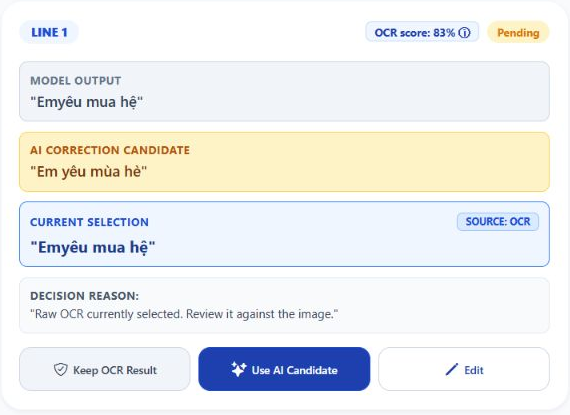 LINE 1
OCR score: 83% ⓘ
Pending
MODEL OUTPUT
"Emyêu mua hệ"
AI CORRECTION CANDIDATE
"Em yêu mùa hè"
CURRENT SELECTION
SOURCE: OCR
"Emyêu mua hệ"
DECISION REASON:
"Raw OCR currently selected. Review it against the image."
Keep OCR Result
Use AI Candidate
Edit